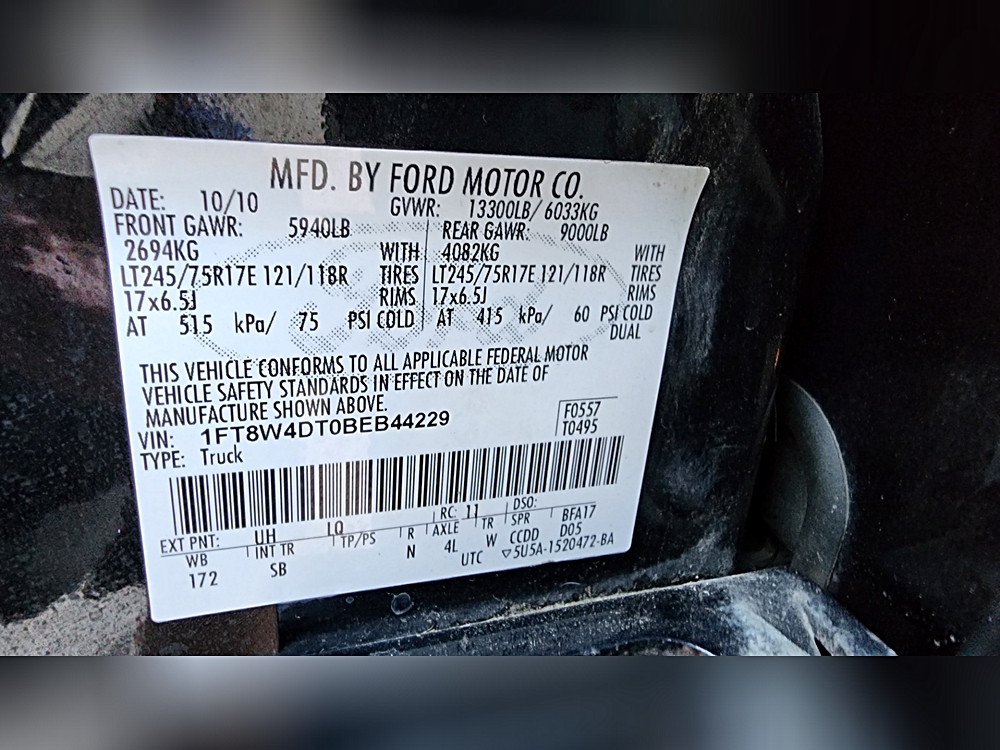 MFD. BY FORD MOTOR CO.
DATE: 10/10 GVWR: 13300LB/ 6033KG
FRONT GAWR: 5940LB REAR GAWR: 9000LB
2694KG WITH 4082KG WITH
LT245/75R17E 121/118R TIRES LT245/75R17E 121/118R TIRES
17x6.5J RIMS 17x6.5J RIMS
AT 515 kPa/ 75 PSI COLD AT 415 kPa/ 60 PSI COLD
DUAL
THIS VEHICLE CONFORMS TO ALL APPLICABLE FEDERAL MOTOR
VEHICLE SAFETY STANDARDS IN EFFECT ON THE DATE OF
MANUFACTURE SHOWN ABOVE.
VIN: 1FT8W4DT0BEB44229 F0557
TYPE: Truck T0495
EXT PNT: UH LQ RC: 11 DSO:
WB INT TR TP/PS R AXLE TR SPR BFA17
172 SB N 4L W CCDD D05
UTC ▽5U5A-1520472-BA